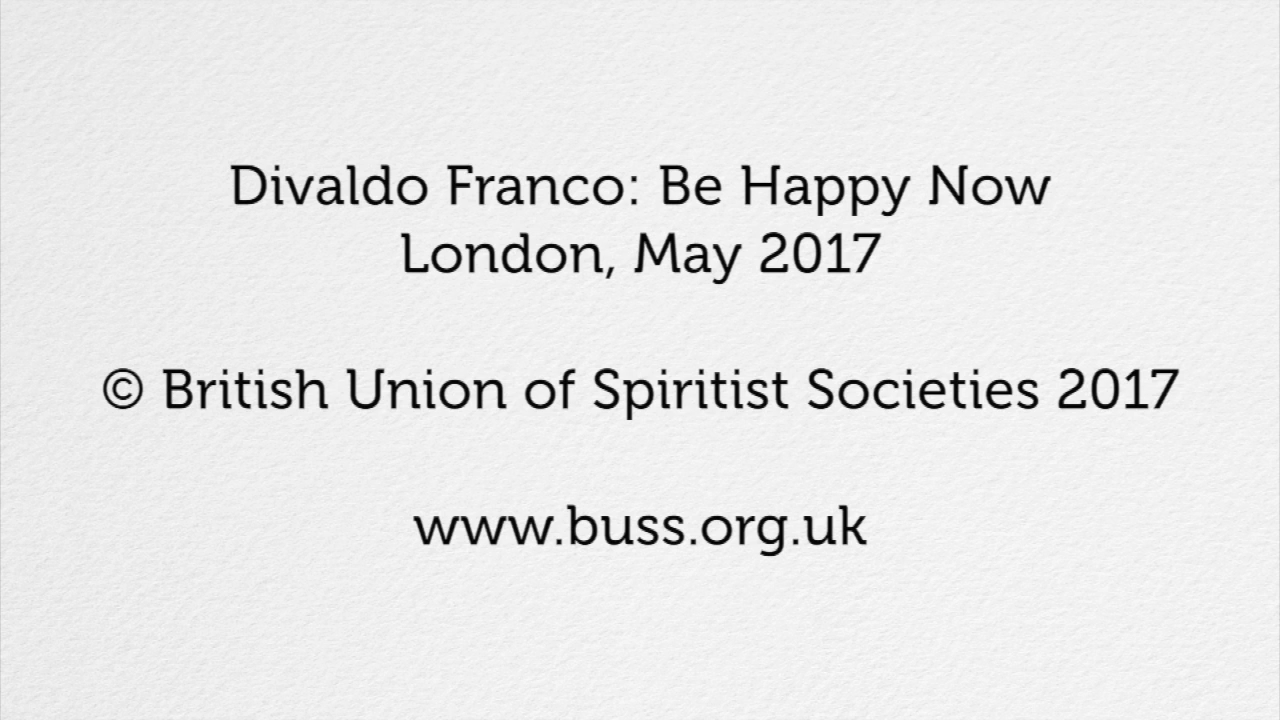 Divaldo Franco: Be Happy Now
London, May 2017
© British Union of Spiritist Societies 2017
www.buss.org.uk